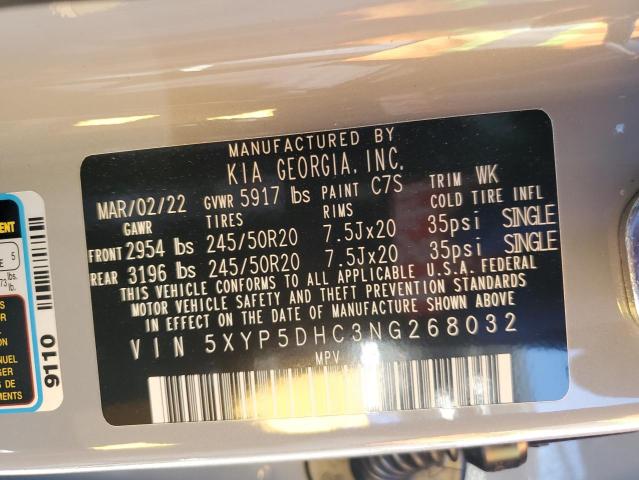 MANUFACTURED BY
KIA GEORGIA, INC.
MAR/02/22 GVWR 5917 lbs PAINT C7S TRIM WK
GAWR TIRES RIMS COLD TIRE INFL
FRONT 2954 lbs 245/50R20 7.5Jx20 35psi SINGLE
REAR 3196 lbs 245/50R20 7.5Jx20 35psi SINGLE
THIS VEHICLE CONFORMS TO ALL APPLICABLE U.S.A. FEDERAL
MOTOR VEHICLE SAFETY AND THEFT PREVENTION STANDARDS
IN EFFECT ON THE DATE OF MANUFACTURE SHOWN ABOVE
VIN 5XYP5DHC3NG268032
MPV
5
lbs.
9110